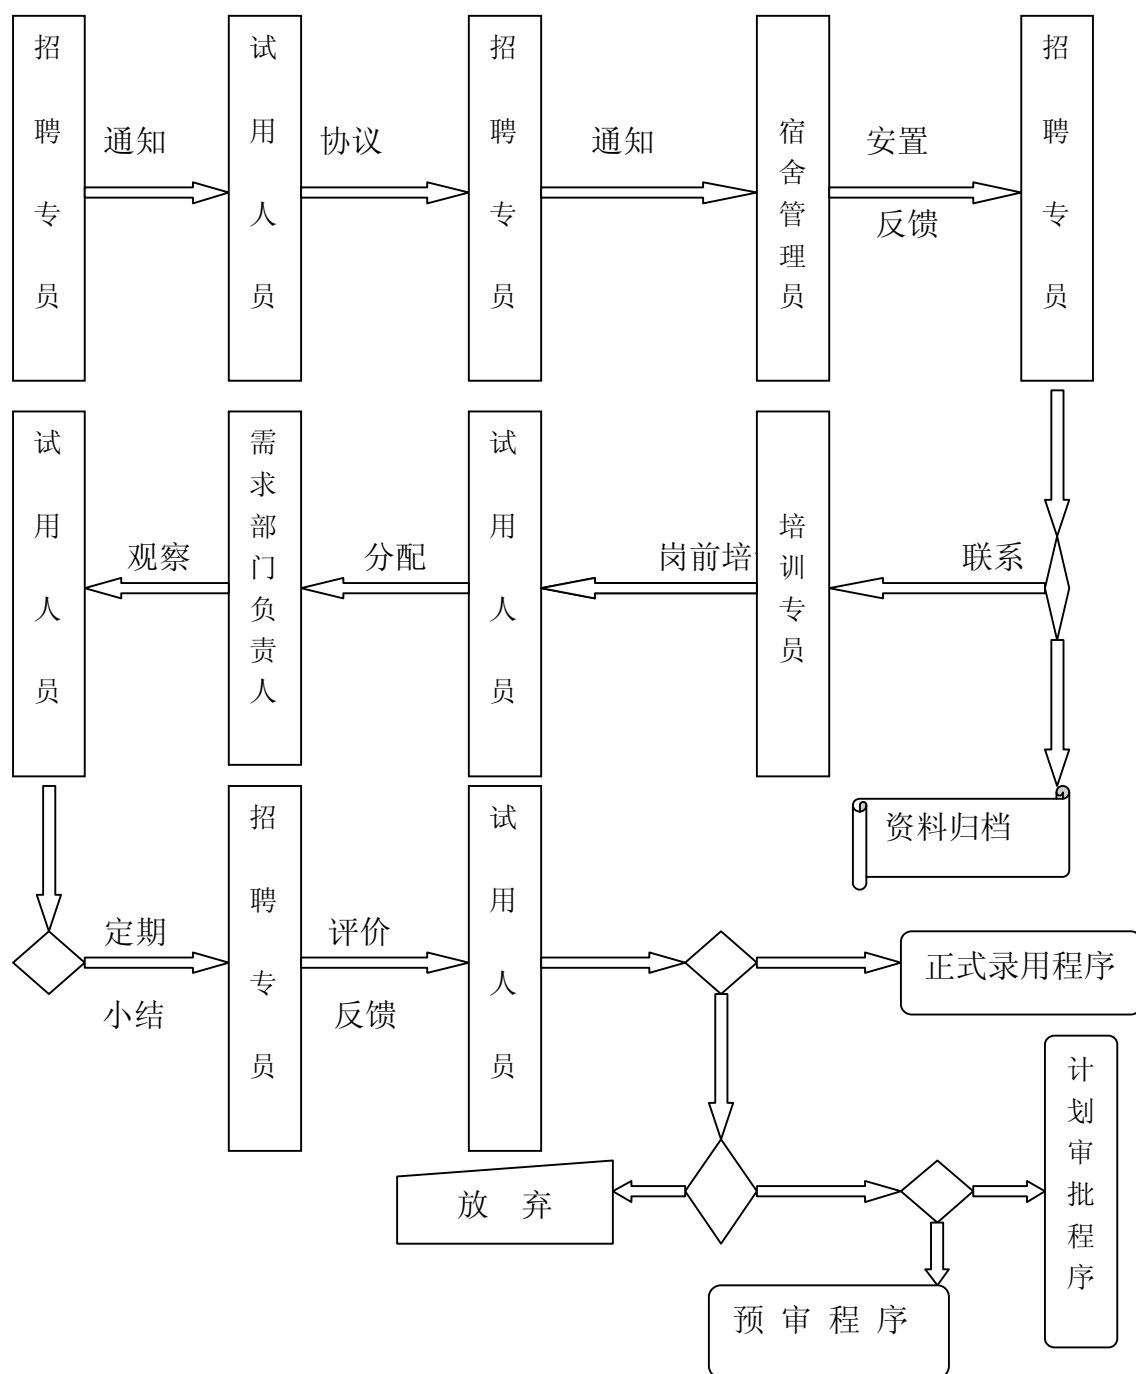 招聘专员
通知
试用人员
协议
招聘专员
通知
宿舍管理员
安置
反馈
招聘专员
试用人员
观察
需求部门负责人
分配
试用人员
岗前培
培训专员
联系
资料归档
定期
小结
招聘专员
评价
反馈
试用人员
正式录用程序
计划审批程序
放 弃
预 审 程 序